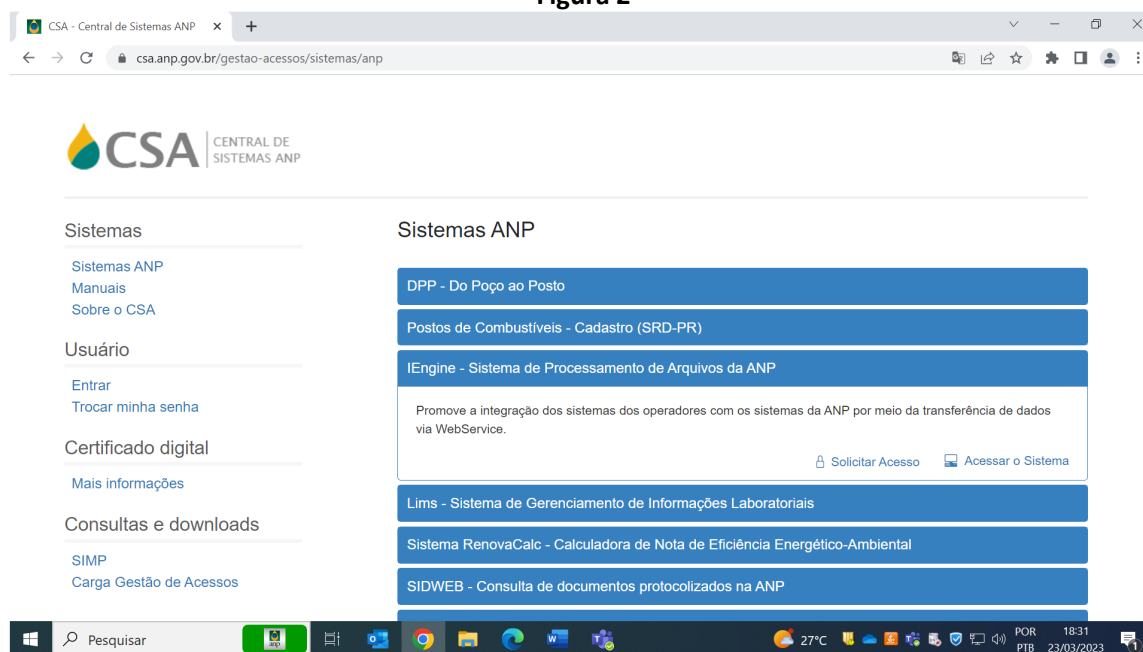 CSA - Central de Sistemas ANP
csa.anp.gov.br/gestao-acessos/sistemas/anp
CSA CENTRAL DE
SISTEMAS ANP
Sistemas
Sistemas ANP
Manuais
Sobre o CSA
Usuário
Entrar
Trocar minha senha
Certificado digital
Mais informações
Consultas e downloads
SIMP
Carga Gestão de Acessos
Sistemas ANP
DPP - Do Poço ao Posto
Postos de Combustíveis - Cadastro (SRD-PR)
IEngine - Sistema de Processamento de Arquivos da ANP
Promove a integração dos sistemas dos operadores com os sistemas da ANP por meio da transferência de dados
via WebService.
Solicitar Acesso Acessar o Sistema
Lims - Sistema de Gerenciamento de Informações Laboratoriais
Sistema RenovaCalc - Calculadora de Nota de Eficiência Energético-Ambiental
SIDWEB - Consulta de documentos protocolizados na ANP
Pesquisar
anp
27°C
POR
PTB
18:31
23/03/2023
1